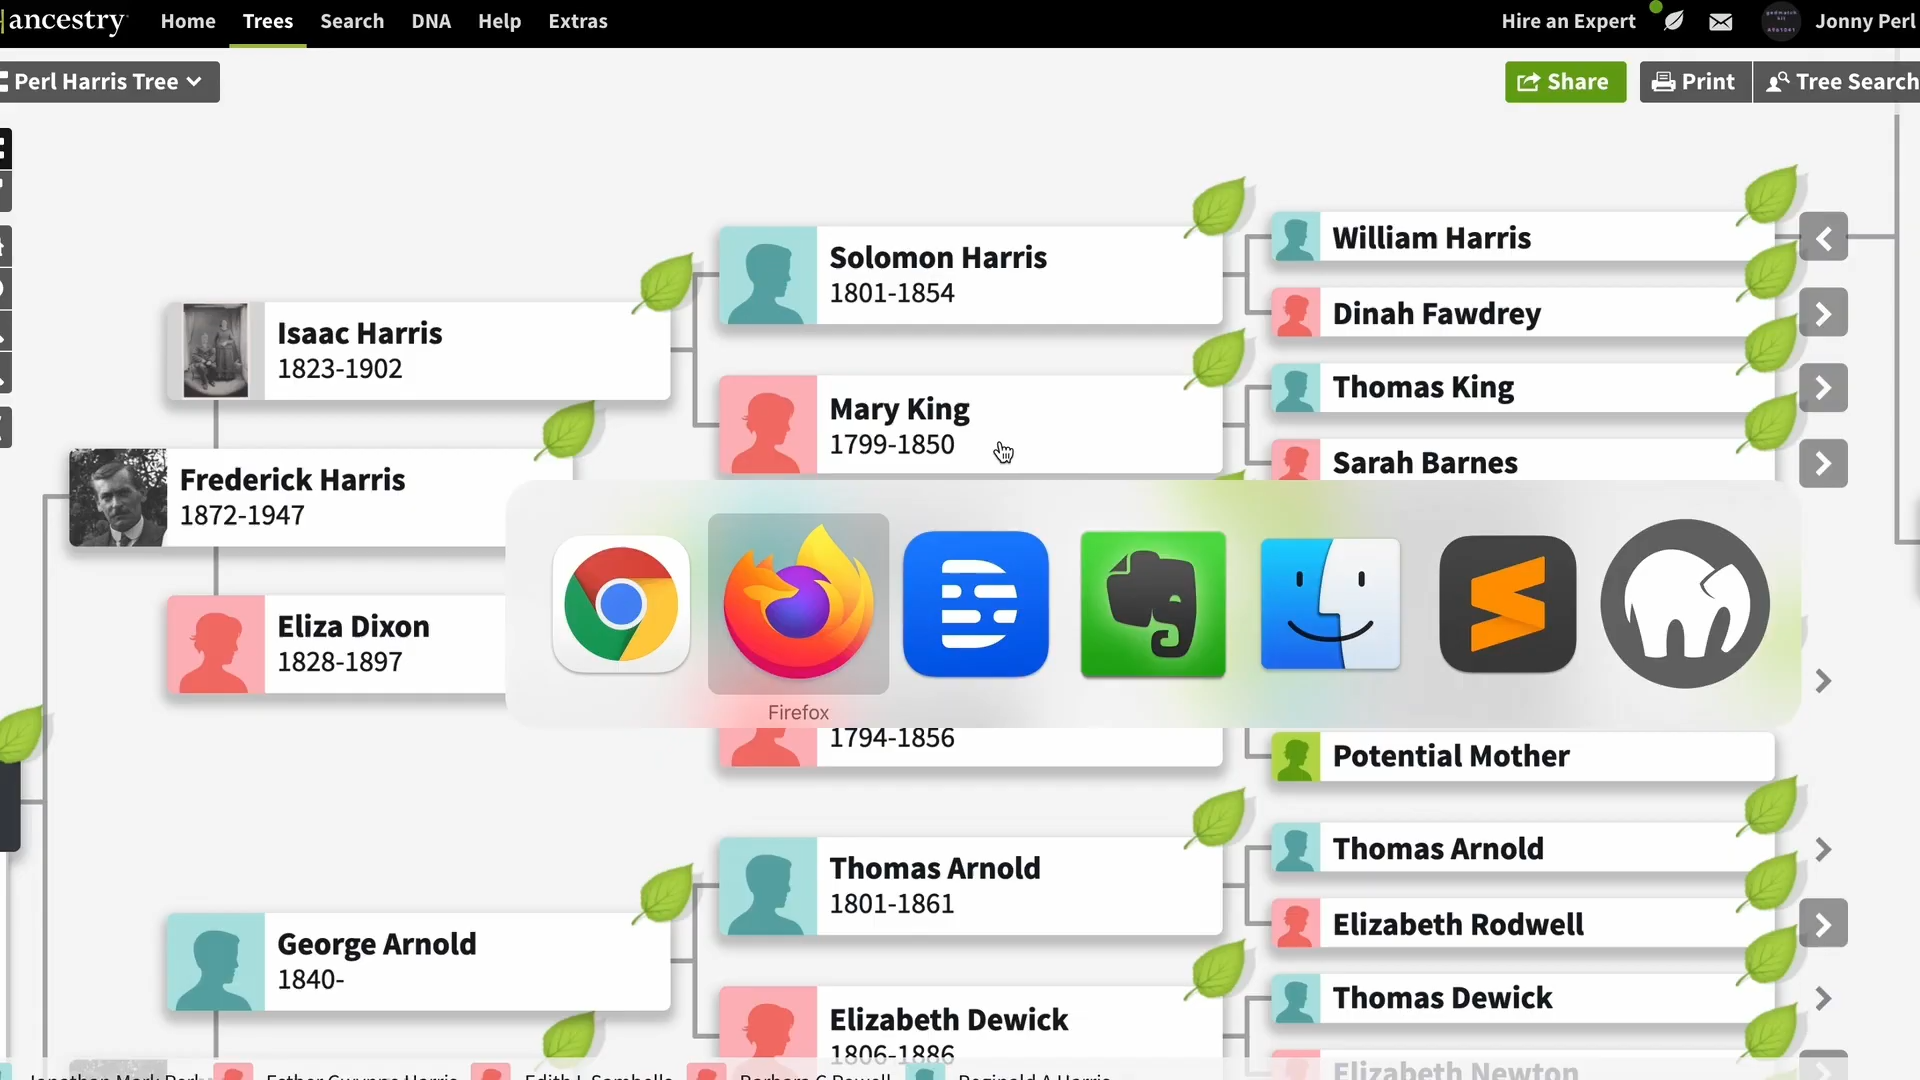 ancestry Home Trees Search DNA Help Extras Hire an Expert Jonny Perl
Perl Harris Tree Share Print Tree Search
Isaac Harris
1823-1902
Frederick Harris
1872-1947
Eliza Dixon
1828-1897
George Arnold
1840-
Solomon Harris
1801-1854
Mary King
1799-1850
Firefox
1794-1856
Thomas Arnold
1801-1861
Elizabeth Dewick
1806-1886
William Harris
Dinah Fawdrey
Thomas King
Sarah Barnes
Potential Mother
Thomas Arnold
Elizabeth Rodwell
Thomas Dewick
Elizabeth Newton